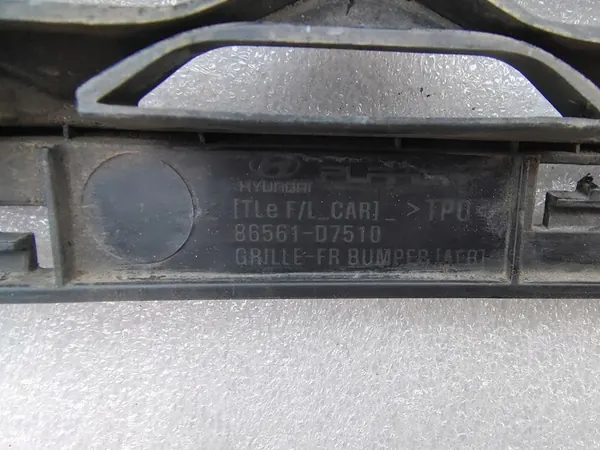 HYUNDAI
[TLe F/L_CAR]_ >TPO<
86561-D7510
GRILLE-FR BUMPER